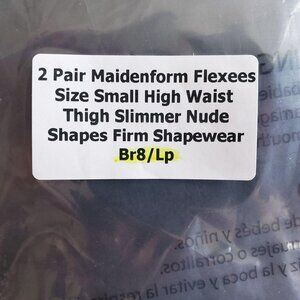 2 Pair Maidenform Flexees
Size Small High Waist
Thigh Slimmer Nude
Shapes Firm Shapewear
Br8/Lp
de bebés y niños.
o corralitos.
y la boca y evitar la